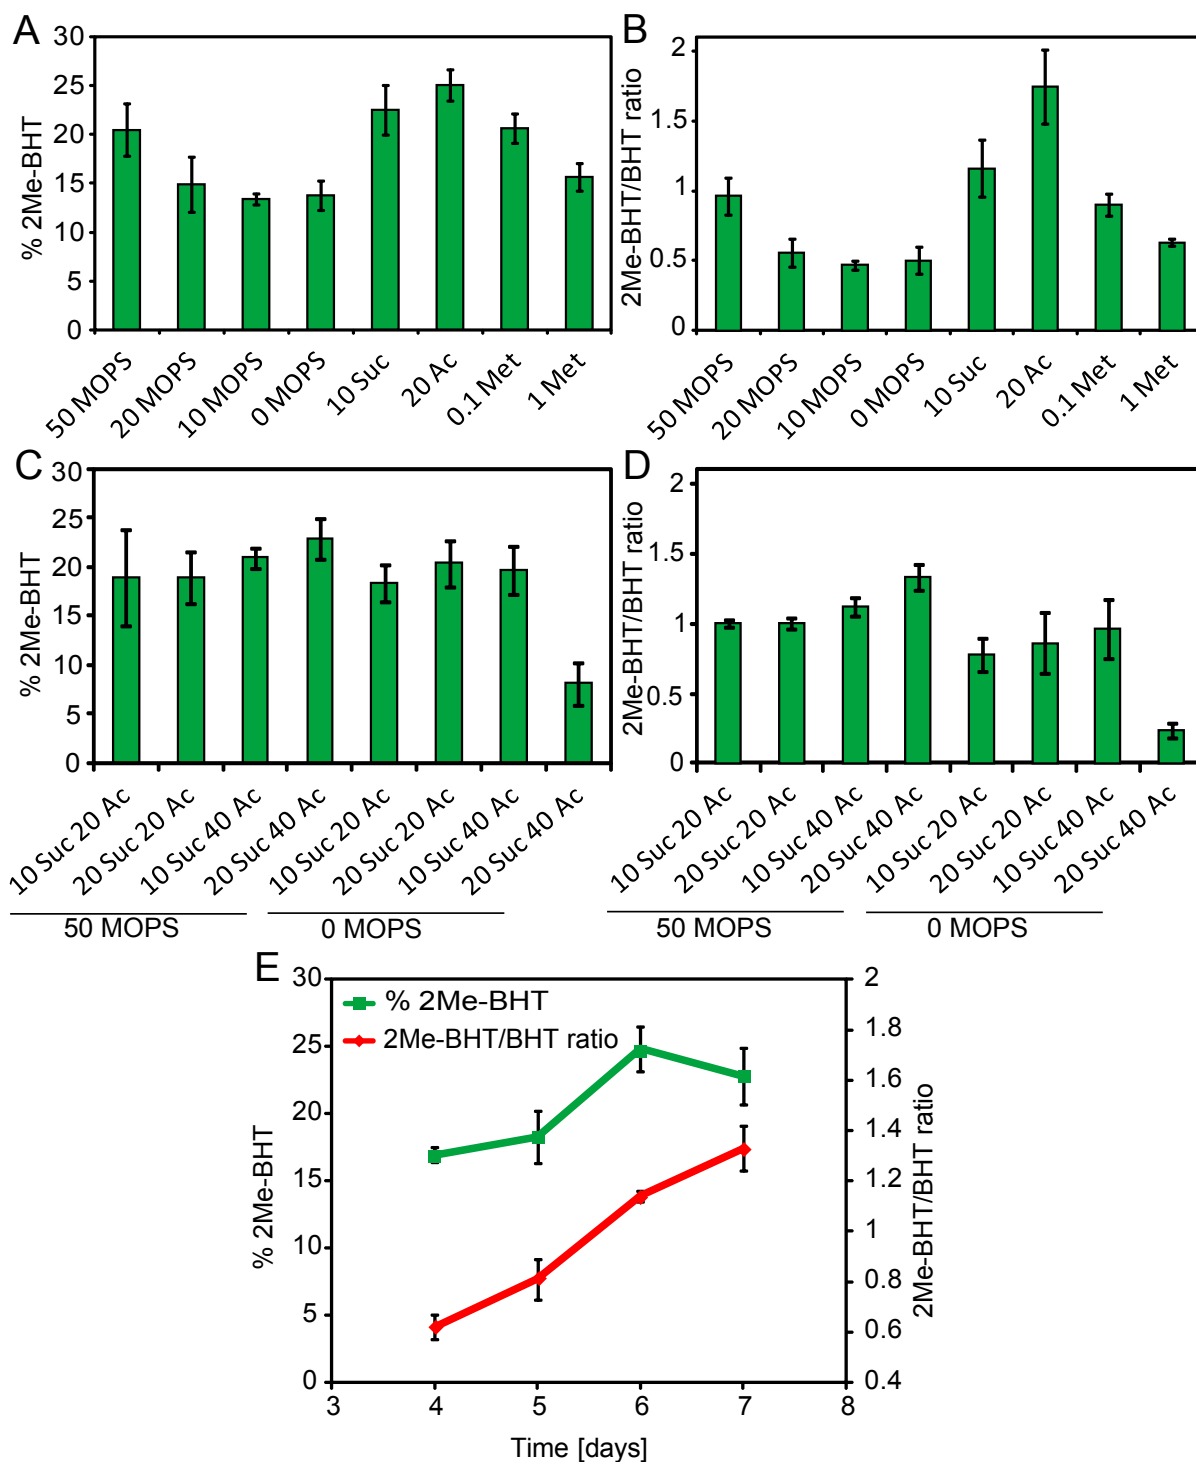 A
30
25
20
15
10
5
0
% 2Me-BHT
50 MOPS
20 MOPS
10 MOPS
0 MOPS
10 Suc
20 Ac
0.1 Met
1 Met
B
2
1.5
1
0.5
0
2Me-BHT/BHT ratio
50 MOPS
20 MOPS
10 MOPS
0 MOPS
10 Suc
20 Ac
0.1 Met
1 Met
C
30
25
20
15
10
5
0
% 2Me-BHT
10 Suc 20 Ac
20 Suc 20 Ac
10 Suc 40 Ac
20 Suc 40 Ac
10 Suc 20 Ac
20 Suc 20 Ac
10 Suc 40 Ac
20 Suc 40 Ac
50 MOPS
0 MOPS
D
2
1.5
1
0.5
0
2Me-BHT/BHT ratio
10 Suc 20 Ac
20 Suc 20 Ac
10 Suc 40 Ac
20 Suc 40 Ac
10 Suc 20 Ac
20 Suc 20 Ac
10 Suc 40 Ac
20 Suc 40 Ac
50 MOPS
0 MOPS
E
30
25
20
15
10
5
0
% 2Me-BHT
% 2Me-BHT
2Me-BHT/BHT ratio
2
1.8
1.6
1.4
1.2
1
0.8
0.6
0.4
2Me-BHT/BHT ratio
3
4
5
6
7
8
Time [days]